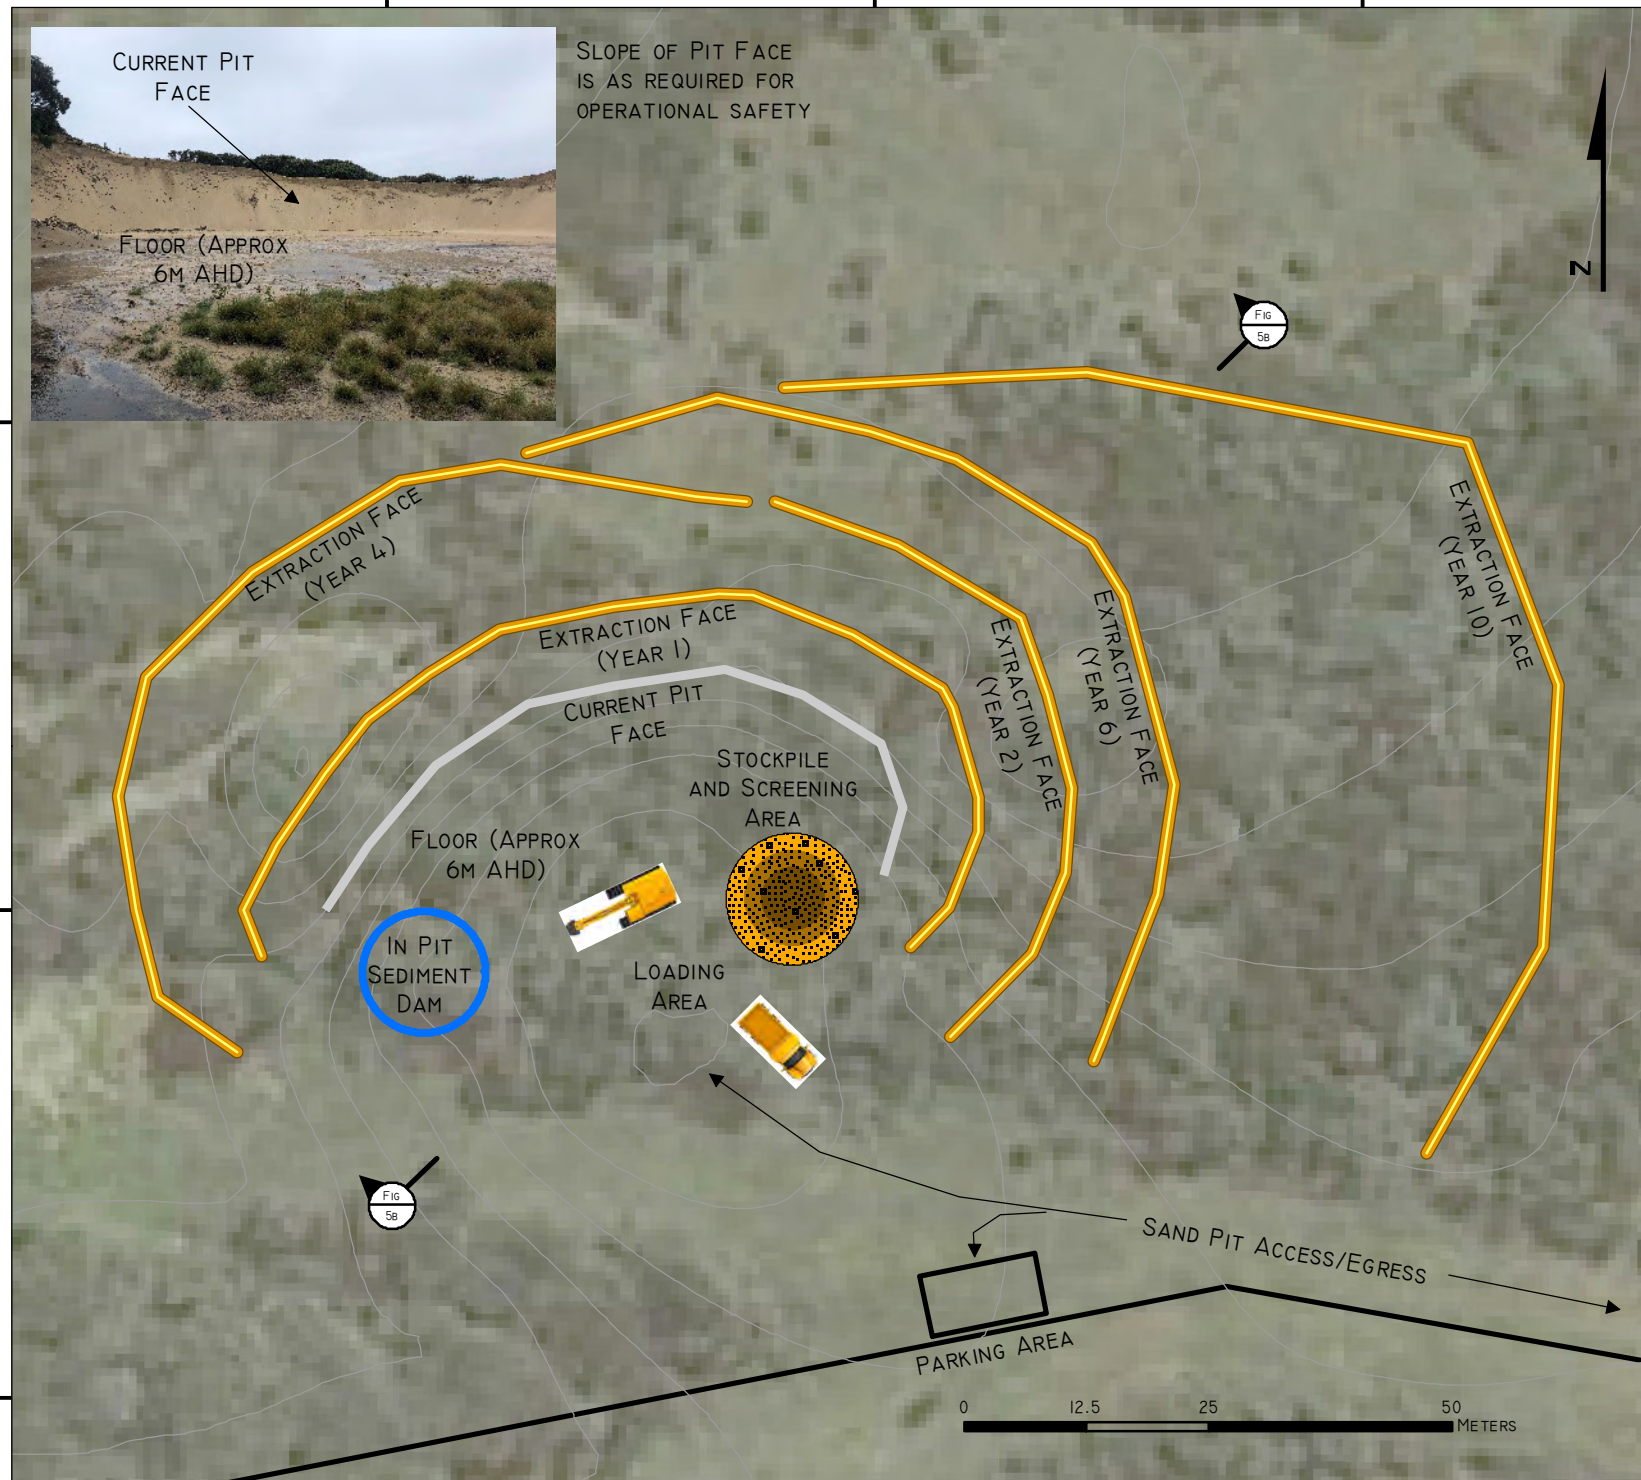 CURRENT PIT
FACE
FLOOR (APPROX
6M AHD)
SLOPE OF PIT FACE
IS AS REQUIRED FOR
OPERATIONAL SAFETY
N
FIG
5B
EXTRACTION FACE
(YEAR 4)
EXTRACTION FACE
(YEAR 1)
CURRENT PIT
FACE
EXTRACTION FACE
(YEAR 2)
EXTRACTION FACE
(YEAR 6)
EXTRACTION FACE
(YEAR 10)
STOCKPILE
AND SCREENING
AREA
FLOOR (APPROX
6M AHD)
IN PIT
SEDIMENT
DAM
LOADING
AREA
FIG
5B
SAND PIT ACCESS/EGRESS
PARKING AREA
0 12.5 25 50
METERS